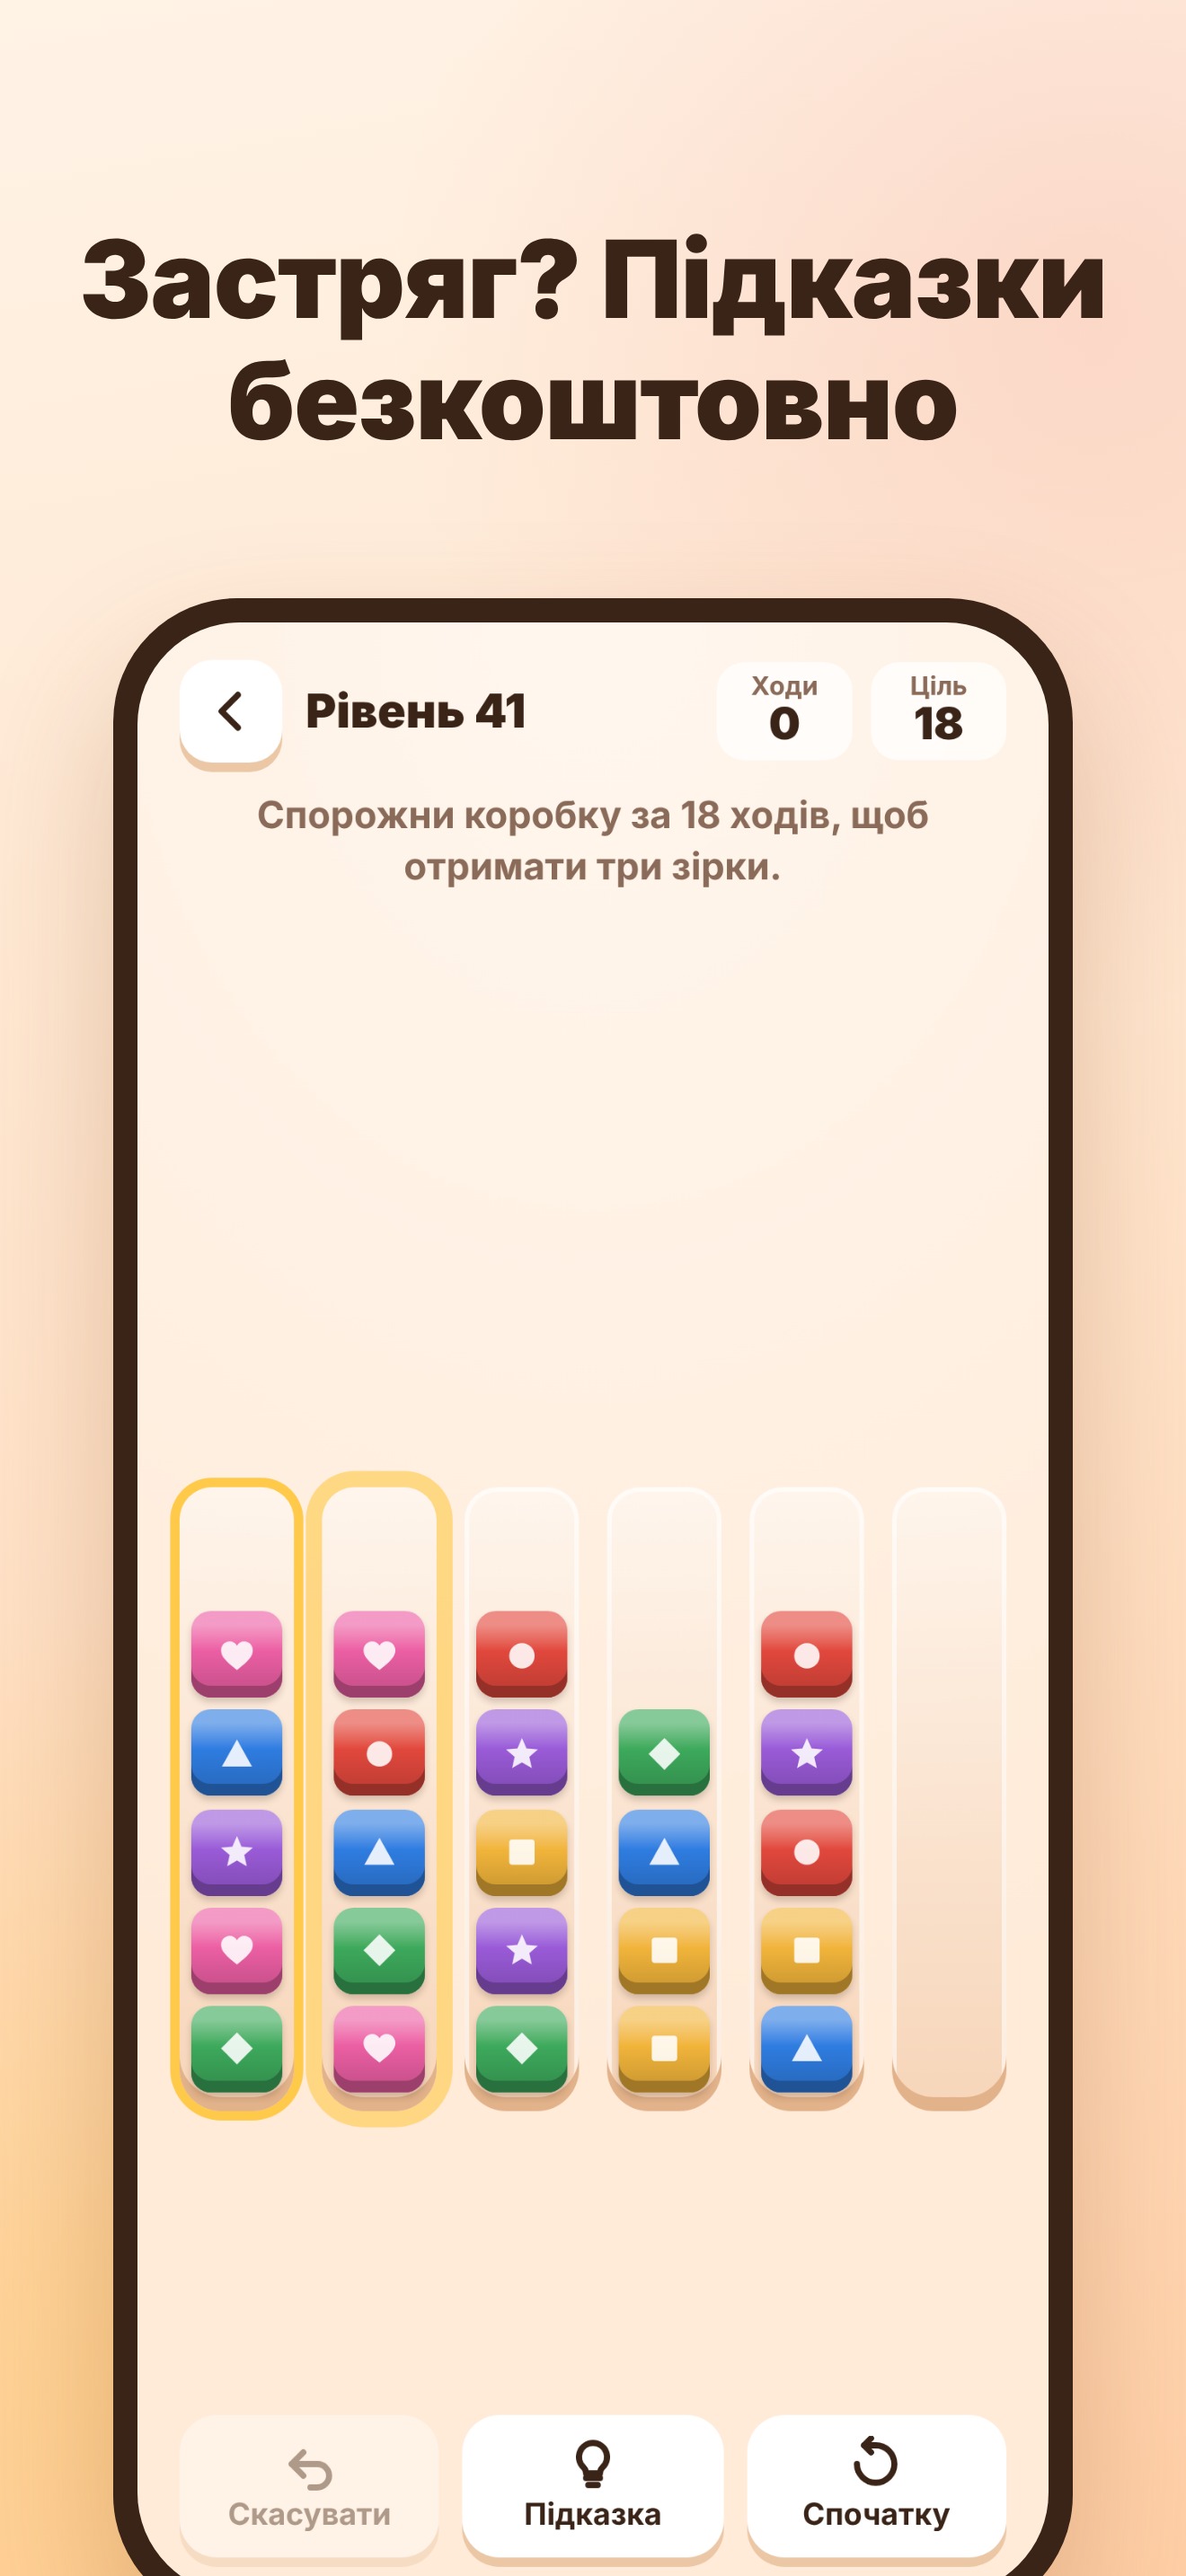 Застряг? Підказки
безкоштовно
Рівень 41
Ходи
0
Ціль
18
Спорожни коробку за 18 ходів, щоб
отримати три зірки.
Скасувати
Підказка
Спочатку